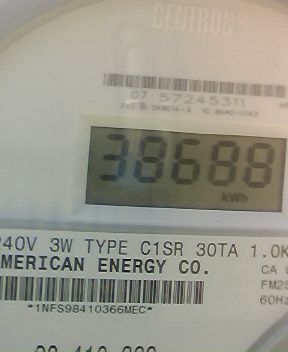 CENTRON
07 57245311
38688
kWh
240V 3W TYPE C1SR 30TA 1.0K
AMERICAN ENERGY CO.
CA
FM2S
60Hz
*1NFS98410366MEC*